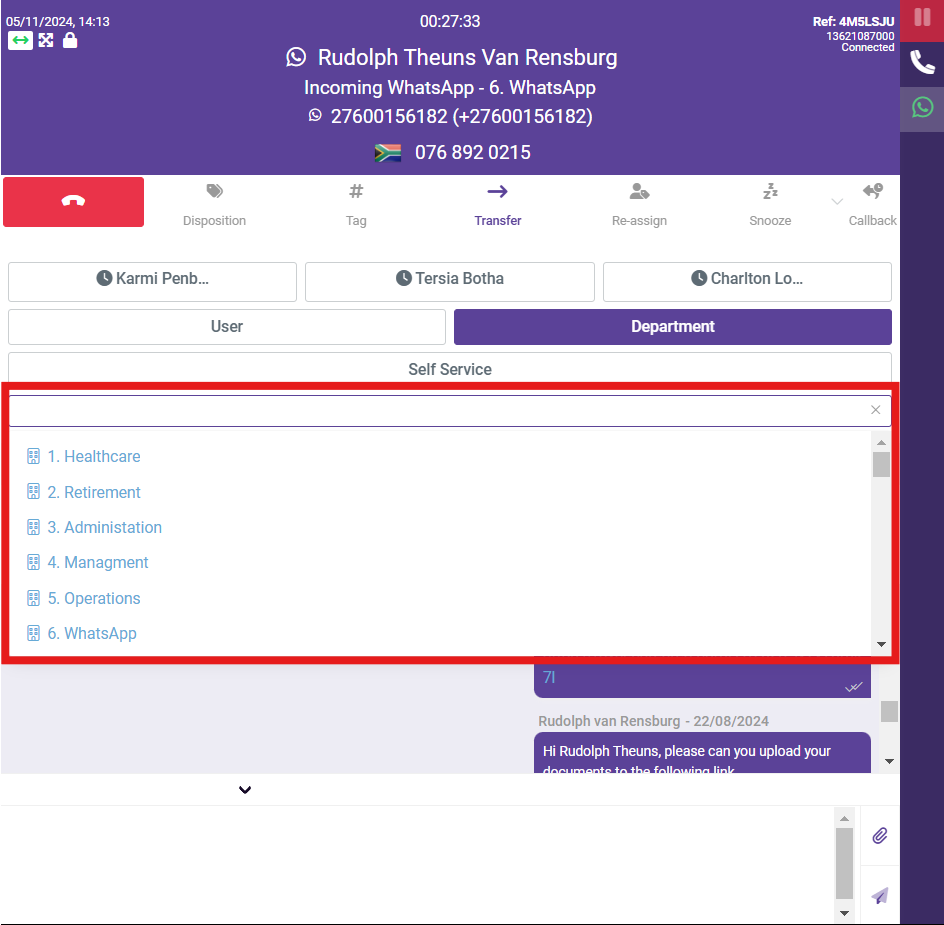 05/11/2024, 14:13
00:27:33
Ref: 4M5LSJU
13621087000
Connected
Rudolph Theuns Van Rensburg
Incoming WhatsApp - 6. WhatsApp
27600156182 (+27600156182)
076 892 0215
Disposition
# Tag
Transfer
Re-assign
Snooze
Callback
Karmi Penb...
Tersia Botha
Charlton Lo...
User
Department
Self Service
1. Healthcare
2. Retirement
3. Administation
4. Managment
5. Operations
6. WhatsApp
7l
Rudolph van Rensburg - 22/08/2024
Hi Rudolph Theuns, please can you upload your
documents to the following link